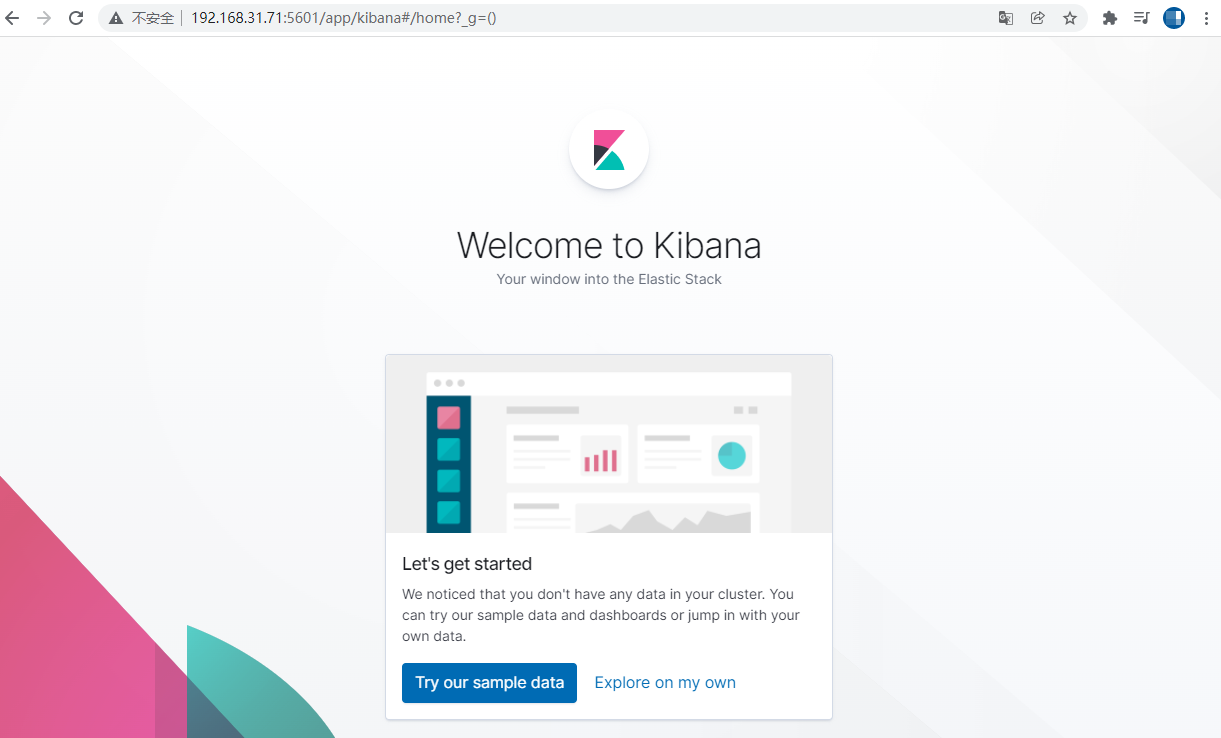 不安全 192.168.31.71:5601/app/kibana#/home?_g=()
Welcome to Kibana
Your window into the Elastic Stack
Let's get started
We noticed that you don't have any data in your cluster. You
can try our sample data and dashboards or jump in with your
own data.
Try our sample data Explore on my own